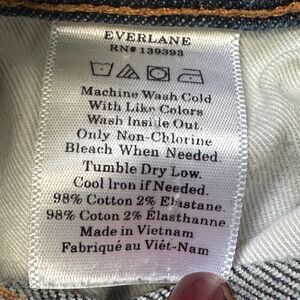 EVERLANE
RN# 139393
Machine Wash Cold
With Like Colors
Wash Inside Out.
Only Non-Chlorine
Bleach When Needed.
Tumble Dry Low.
Cool Iron if Needed.
98% Cotton 2% Elastane
98% Cotton 2% Élasthanne
Made in Vietnam
Fabriqué au Viêt-Nam